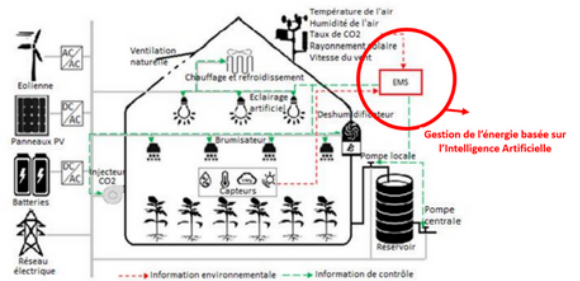 Température de l'air
Humidité de l'air
Taux de CO2
Rayonnement solaire
Vitesse du vent
AC/
AC
Eolienne
Ventilation
naturelle
Chauffage et refroidissement
EMS
DC/
AC
Panneaux PV
Eclairage
artificiel
Deshumidificateur
Gestion de l'énergie basée sur
l'Intelligence Artificielle
Brumisateur
DC/
AC
Batteries
Injecteur
CO2
Capteurs
Pompe locale
Pompe
centrale
Reservoir
Réseau
électrique
Information environnementale
Information de contrôle